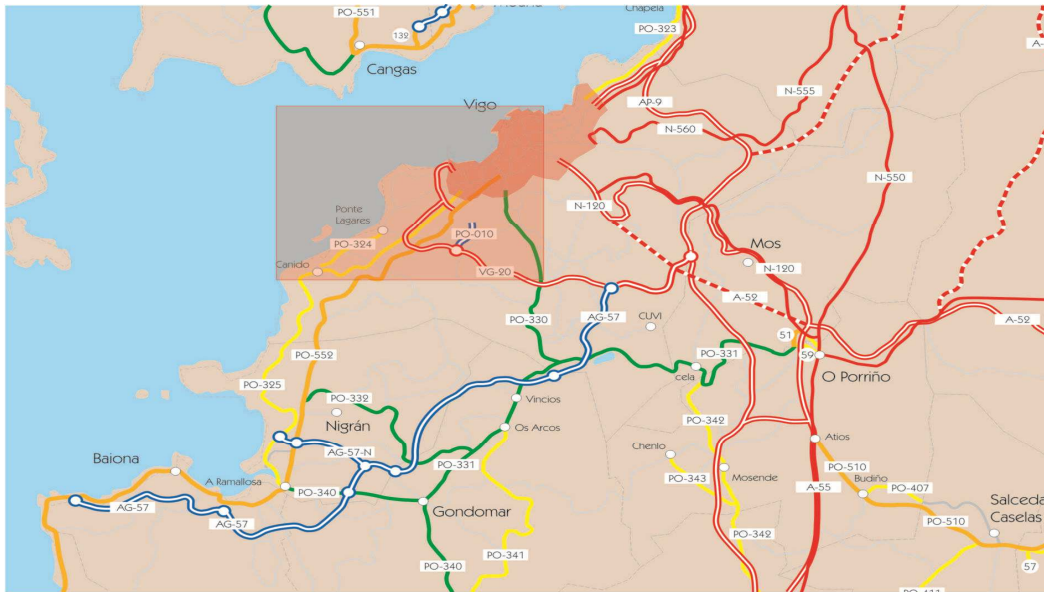 PO-551
132
Cangas
Chapela
PO-323
A-
N-555
AP-9
Vigo
N-560
N-550
N-120
Ponte
Lagares
PO-324
PO-010
Mos
Canido
VG-20
N-120
A-52
AG-57
PO-330
CUVI
51
A-52
PO-552
PO-331
59
O Porriño
cela
PO-325
PO-332
Vincios
Nigrán
PO-342
Os Arcos
Atios
Chenlo
AG-57-N
PO-331
Baiona
PO-510
PO-343
Mosende
A Ramallosa
PO-340
A-55
Budiño
PO-407
AG-57
Gondomar
Salceda
Caselas
AG-57
PO-510
PO-342
PO-341
PO-340
57